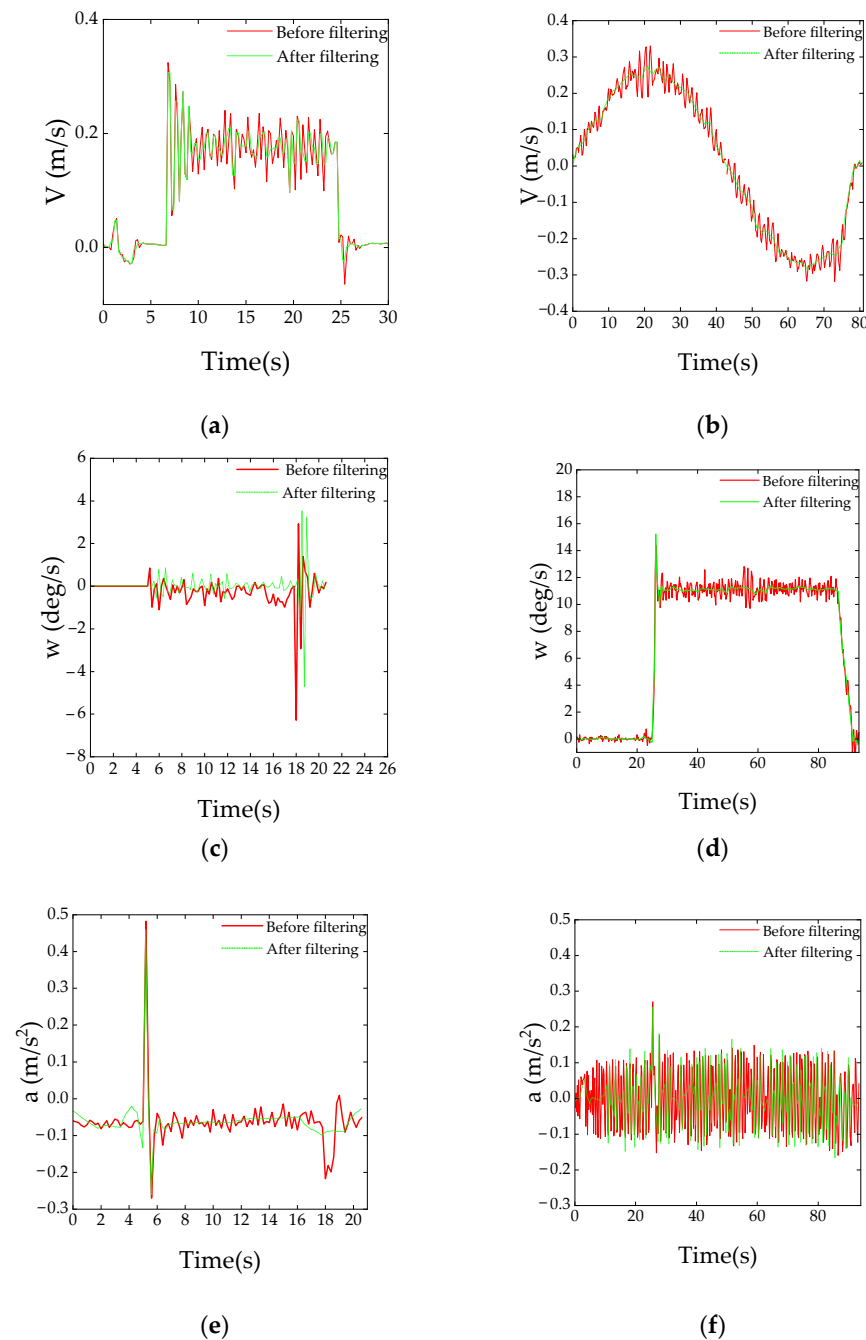 0.4
0.2
0.0
V (m/s)
Before filtering
After filtering
0 5 10 15 20 25 30
Time(s)
(a)
0.4
0.3
0.2
0.1
0.0
−0.1
−0.2
−0.3
−0.4
V (m/s)
Before filtering
After filtering
0 10 20 30 40 50 60 70 80
Time(s)
(b)
6
4
2
0
−2
−4
−6
−8
w (deg/s)
Before filtering
After filtering
0 2 4 6 8 10 12 14 16 18 20 22 24 26
Time(s)
(c)
20
18
16
14
12
10
8
6
4
2
0
w (deg/s)
Before filtering
After filtering
0 20 40 60 80
Time(s)
(d)
0.5
0.4
0.3
0.2
0.1
0.0
−0.1
−0.2
−0.3
a (m/s²)
Before filtering
After filtering
0 2 4 6 8 10 12 14 16 18 20
Time(s)
(e)
0.5
0.4
0.3
0.2
0.1
0.0
−0.1
−0.2
−0.3
a (m/s²)
Before filtering
After filtering
0 20 40 60 80
Time(s)
(f)